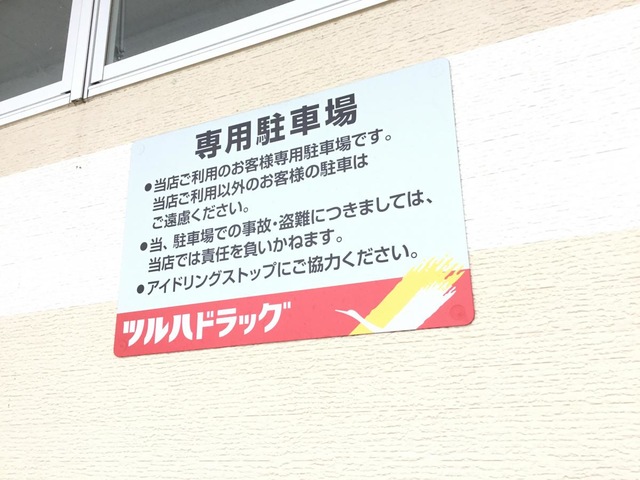 専用駐車場
●当店ご利用のお客様専用駐車場です。
当店ご利用以外のお客様の駐車は
ご遠慮ください。
●当、駐車場での事故・盗難につきましては、
当店では責任を負いかねます。
●アイドリングストップにご協力ください。
ツルハドラッグ